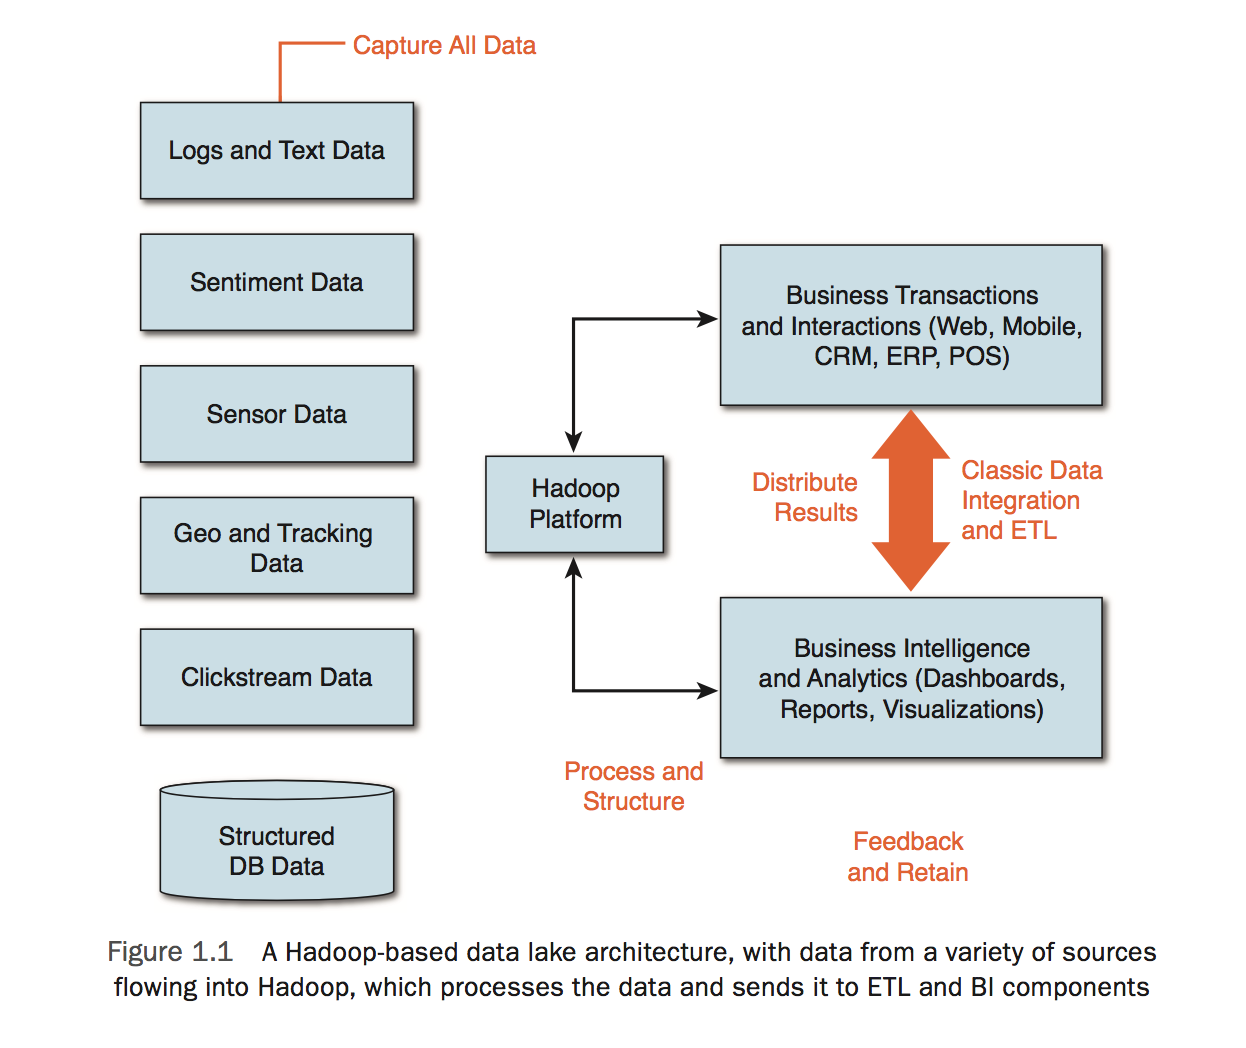 Capture All Data
Logs and Text Data
Sentiment Data
Sensor Data
Geo and Tracking
Data
Clickstream Data
Structured
DB Data
Hadoop
Platform
Business Transactions
and Interactions (Web, Mobile,
CRM, ERP, POS)
Distribute
Results
Classic Data
Integration
and ETL
Business Intelligence
and Analytics (Dashboards,
Reports, Visualizations)
Process and
Structure
Feedback
and Retain
Figure 1.1 A Hadoop-based data lake architecture, with data from a variety of sources
flowing into Hadoop, which processes the data and sends it to ETL and BI components